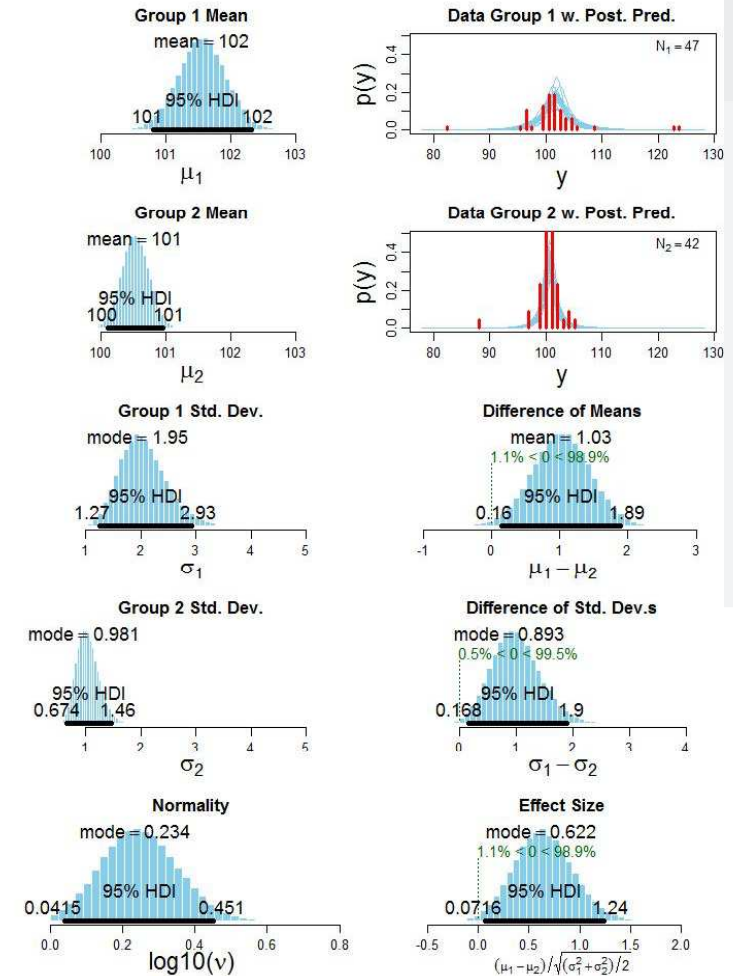 Group 1 Mean
mean = 102
95% HDI
101 102
100 101 102 103
μ1
Data Group 1 w. Post. Pred.
N1 = 47
p(y)
0.0 0.2 0.4
80 90 100 110 120 130
y
Group 2 Mean
mean = 101
95% HDI
100 101
100 101 102 103
μ2
Data Group 2 w. Post. Pred.
N2 = 42
p(y)
0.0 0.2 0.4
80 90 100 110 120 130
y
Group 1 Std. Dev.
mode = 1.95
95% HDI
1.27 2.93
1 2 3 4 5
σ1
Difference of Means
mean = 1.03
1.1% < 0 < 98.9%
95% HDI
0.16 1.89
-1 0 1 2 3
μ1 − μ2
Group 2 Std. Dev.
mode = 0.981
95% HDI
0.674 1.46
1 2 3 4 5
σ2
Difference of Std. Dev.s
mode = 0.893
0.5% < 0 < 99.5%
95% HDI
0.168 1.9
0 1 2 3 4
σ1 − σ2
Normality
mode = 0.234
95% HDI
0.0415 0.451
0.0 0.2 0.4 0.6 0.8
log10(ν)
Effect Size
mode = 0.622
1.1% < 0 < 98.9%
95% HDI
0.0716 1.24
-0.5 0.0 0.5 1.0 1.5 2.0
(μ1 − μ2)/√(σ1² + σ2²)/2